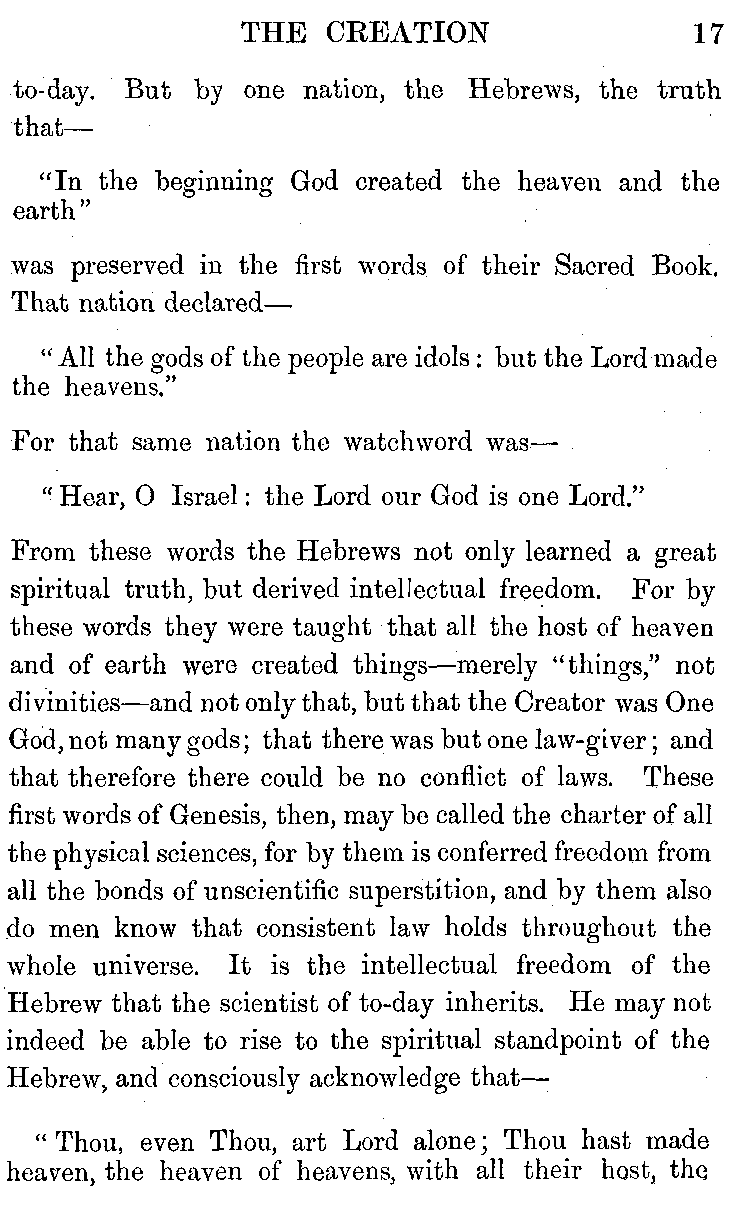 THE CREATION 17
to-day. But by one nation, the Hebrews, the truth
that—
"In the beginning God created the heaven and the
earth"
was preserved in the first words of their Sacred Book.
That nation declared—
"All the gods of the people are idols: but the Lord made
the heavens."
For that same nation the watchword was—
"Hear, O Israel: the Lord our God is one Lord."
From these words the Hebrews not only learned a great
spiritual truth, but derived intellectual freedom. For by
these words they were taught that all the host of heaven
and of earth were created things—merely "things," not
divinities—and not only that, but that the Creator was One
God, not many gods; that there was but one law-giver; and
that therefore there could be no conflict of laws. These
first words of Genesis, then, may be called the charter of all
the physical sciences, for by them is conferred freedom from
all the bonds of unscientific superstition, and by them also
do men know that consistent law holds throughout the
whole universe. It is the intellectual freedom of the
Hebrew that the scientist of to-day inherits. He may not
indeed be able to rise to the spiritual standpoint of the
Hebrew, and consciously acknowledge that—
"Thou, even Thou, art Lord alone; Thou hast made
heaven, the heaven of heavens, with all their host, the